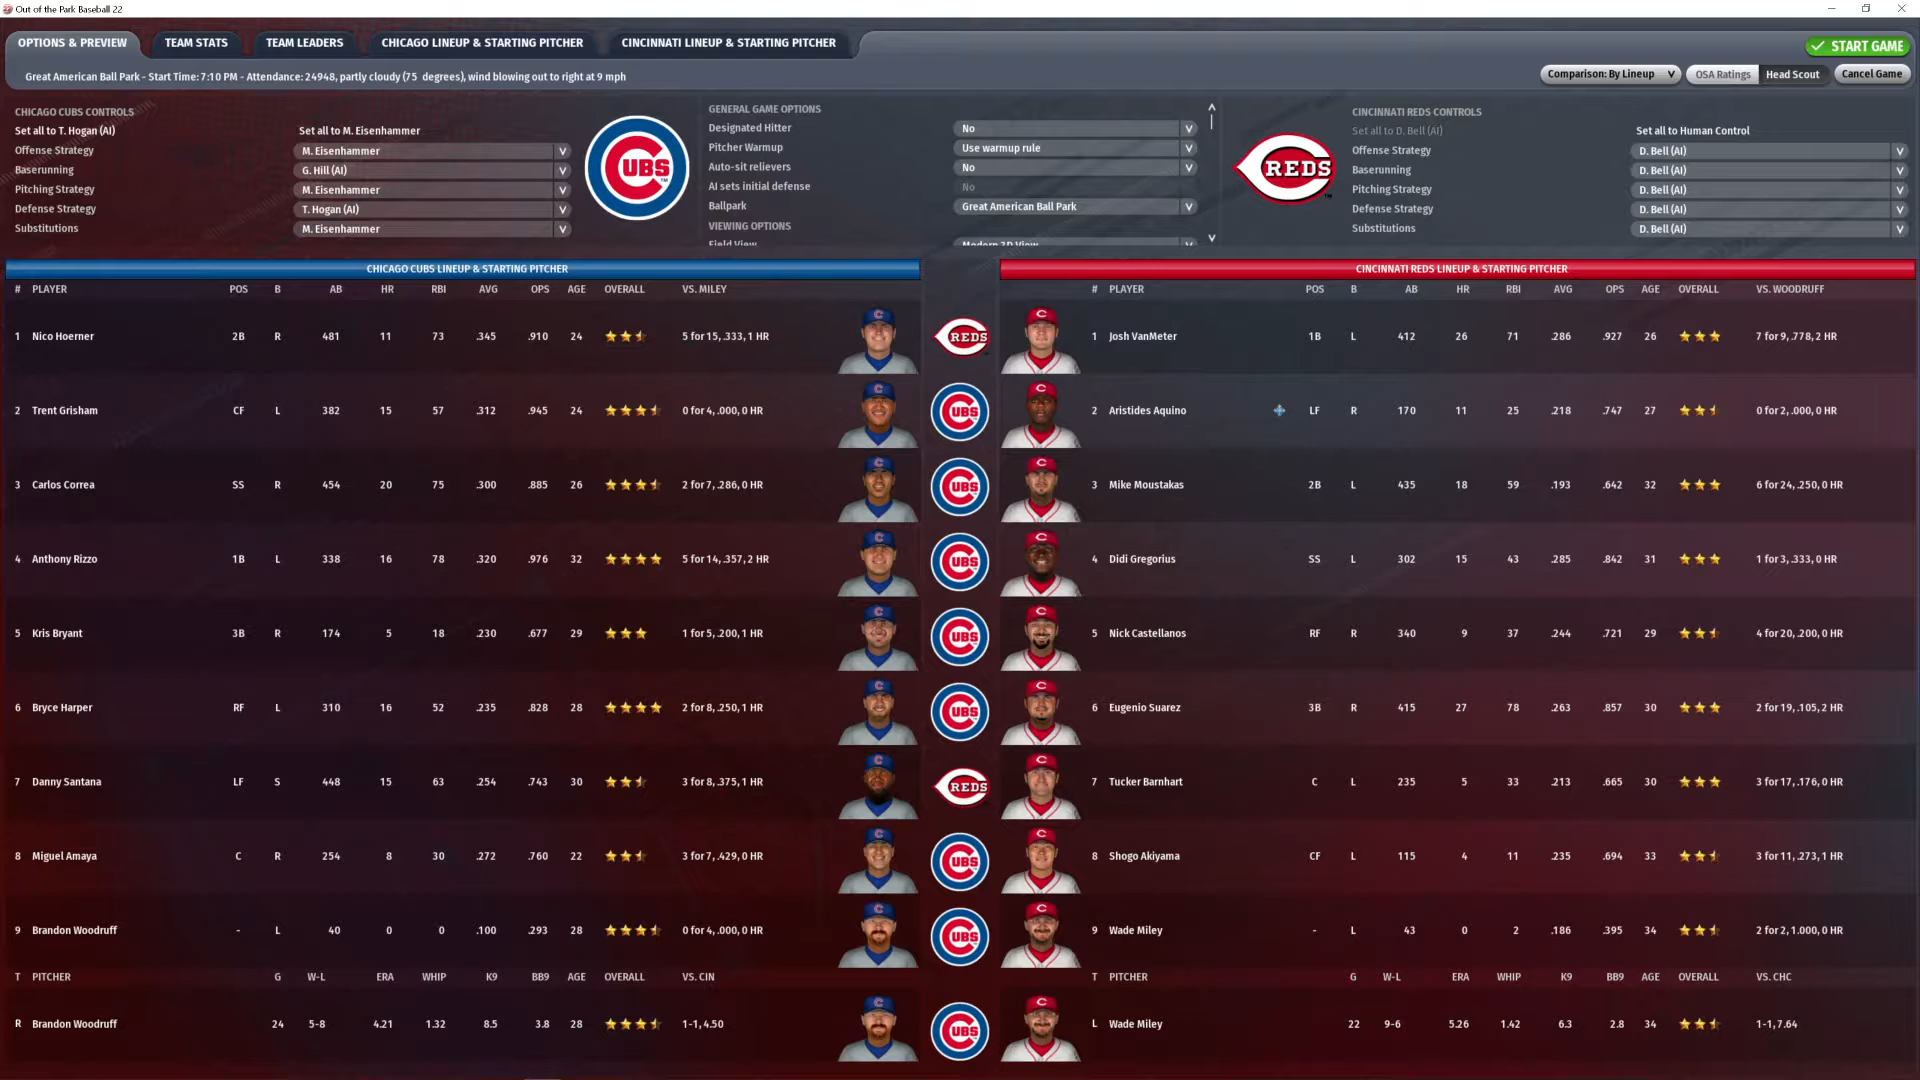 Out of the Park Baseball 22
OPTIONS & PREVIEW TEAM STATS TEAM LEADERS CHICAGO LINEUP & STARTING PITCHER CINCINNATI LINEUP & STARTING PITCHER START GAME
Great American Ball Park - Start Time: 7:10 PM - Attendance: 24948, partly cloudy (75 degrees), wind blowing out to right at 9 mph Comparison: By Lineup OSA Ratings Head Scout Cancel Game
CHICAGO CUBS CONTROLS
Set all to T. Hogan (AI) Set all to M. Eisenhammer
Offense Strategy M. Eisenhammer
Baserunning G. Hill (AI)
Pitching Strategy M. Eisenhammer
Defense Strategy T. Hogan (AI)
Substitutions M. Eisenhammer
CUBS
GENERAL GAME OPTIONS
Designated Hitter No
Pitcher Warmup Use warmup rule
Auto-sit relievers No
AI sets initial defense No
Ballpark Great American Ball Park
VIEWING OPTIONS
Field View Modern 3D View
REDS
CINCINNATI REDS CONTROLS
Set all to D. Bell (AI) Set all to Human Control
Offense Strategy D. Bell (AI)
Baserunning D. Bell (AI)
Pitching Strategy D. Bell (AI)
Defense Strategy D. Bell (AI)
Substitutions D. Bell (AI)
CHICAGO CUBS LINEUP & STARTING PITCHER
# PLAYER POS B AB HR RBI AVG OPS AGE OVERALL VS. MILEY
1 Nico Hoerner 2B R 481 11 73 .345 .910 24 5 for 15, .333, 1 HR
2 Trent Grisham CF L 382 15 57 .312 .945 24 0 for 4, .000, 0 HR
3 Carlos Correa SS R 454 20 75 .300 .885 26 2 for 7, .286, 0 HR
4 Anthony Rizzo 1B L 338 16 78 .320 .976 32 5 for 14, .357, 2 HR
5 Kris Bryant 3B R 174 5 18 .230 .677 29 1 for 5, .200, 1 HR
6 Bryce Harper RF L 310 16 52 .235 .828 28 2 for 8, .250, 1 HR
7 Danny Santana LF S 448 15 63 .254 .743 30 3 for 8, .375, 1 HR
8 Miguel Amaya C R 254 8 30 .272 .760 22 3 for 7, .429, 0 HR
9 Brandon Woodruff - L 40 0 0 .100 .293 28 0 for 4, .000, 0 HR
T PITCHER G W-L ERA WHIP K9 BB9 AGE OVERALL VS. CIN
R Brandon Woodruff 24 5-8 4.21 1.32 8.5 3.8 28 1-1, 4.50
REDS
CUBS
CUBS
CUBS
CUBS
CUBS
REDS
CUBS
CUBS
CUBS
CINCINNATI REDS LINEUP & STARTING PITCHER
# PLAYER POS B AB HR RBI AVG OPS AGE OVERALL VS. WOODRUFF
1 Josh VanMeter 1B L 412 26 71 .286 .927 26 7 for 9, .778, 2 HR
2 Aristides Aquino LF R 170 11 25 .218 .747 27 0 for 2, .000, 0 HR
3 Mike Moustakas 2B L 435 18 59 .193 .642 32 6 for 24, .250, 0 HR
4 Didi Gregorius SS L 302 15 43 .285 .842 31 1 for 3, .333, 0 HR
5 Nick Castellanos RF R 340 9 37 .244 .721 29 4 for 20, .200, 0 HR
6 Eugenio Suarez 3B R 415 27 78 .263 .857 30 2 for 19, .105, 2 HR
7 Tucker Barnhart C L 235 5 33 .213 .665 30 3 for 17, .176, 0 HR
8 Shogo Akiyama CF L 115 4 11 .235 .694 33 3 for 11, .273, 1 HR
9 Wade Miley - L 43 0 2 .186 .395 34 2 for 2, 1.000, 0 HR
T PITCHER G W-L ERA WHIP K9 BB9 AGE OVERALL VS. CHC
L Wade Miley 22 9-6 5.26 1.42 6.3 2.8 34 1-1, 7.64